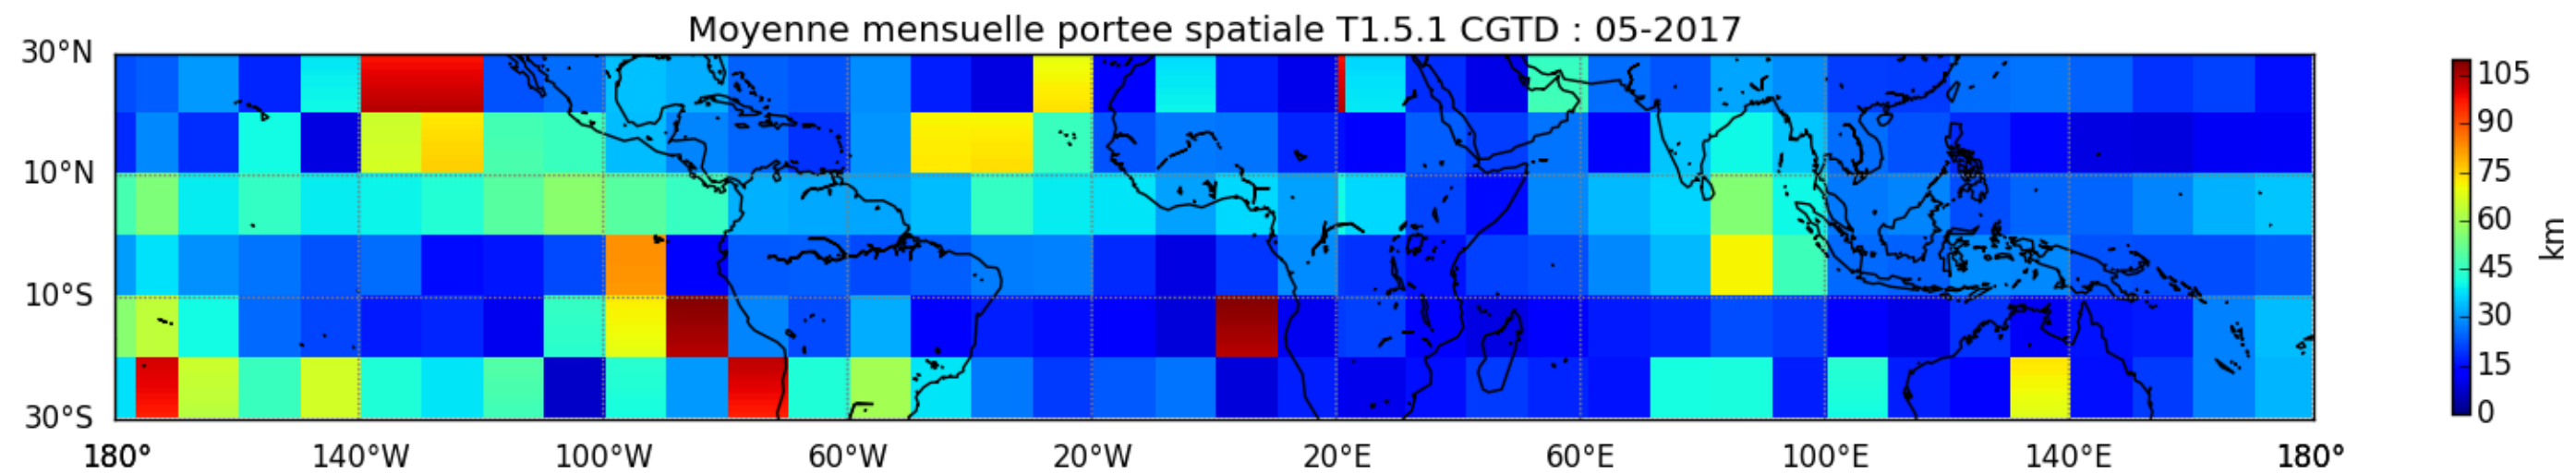 Moyenne mensuelle portee spatiale T1.5.1 CGTD : 05-2017
30°N
10°N
10°S
30°S
180° 140°W 100°W 60°W 20°W 20°E 60°E 100°E 140°E 180°
105
90
75
60
45
30
15
0
km